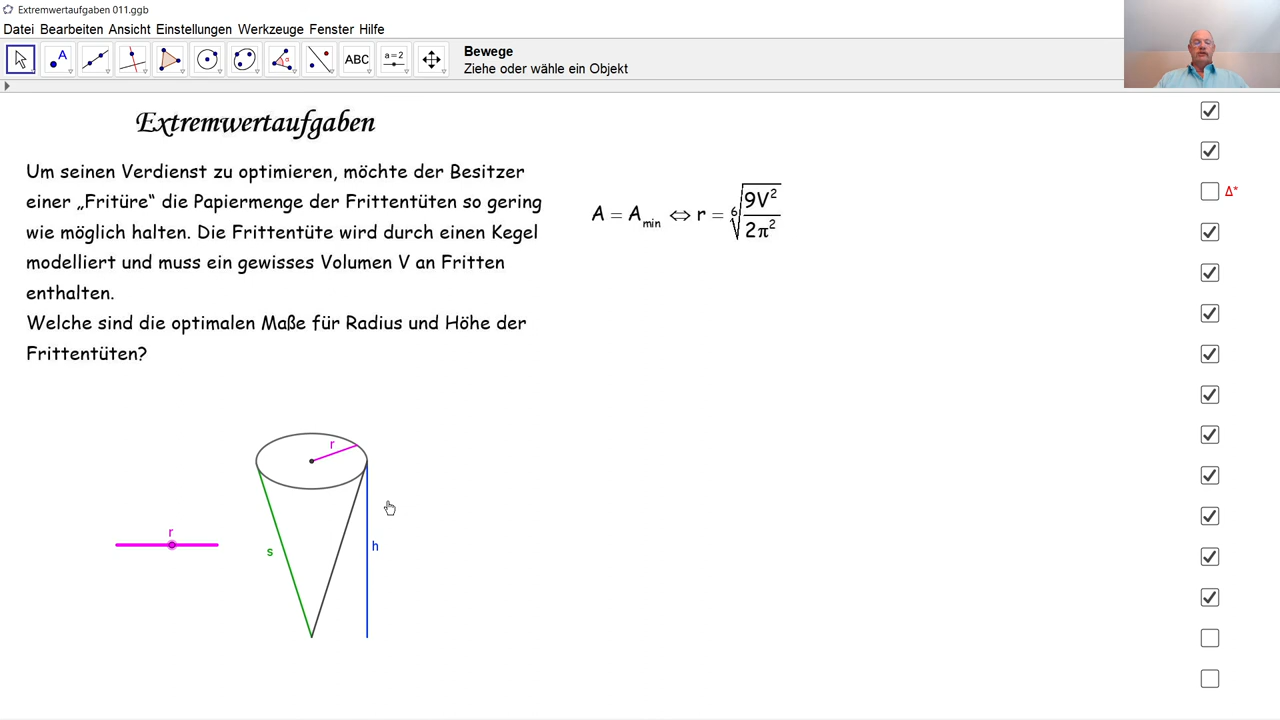 Extremwertaufgaben 011.ggb
Datei Bearbeiten Ansicht Einstellungen Werkzeuge Fenster Hilfe
A ABC a=2 Bewege
Ziehe oder wähle ein Objekt
Extremwertaufgaben
Um seinen Verdienst zu optimieren, möchte der Besitzer
einer „Fritüre“ die Papiermenge der Frittentüten so gering
wie möglich halten. Die Frittentüte wird durch einen Kegel
modelliert und muss ein gewisses Volumen V an Fritten
enthalten.
Welche sind die optimalen Maße für Radius und Höhe der
Frittentüten?
A = A_min ⇔ r = ⁶√(9V²/2π²)
Δ*
r
r
s
h